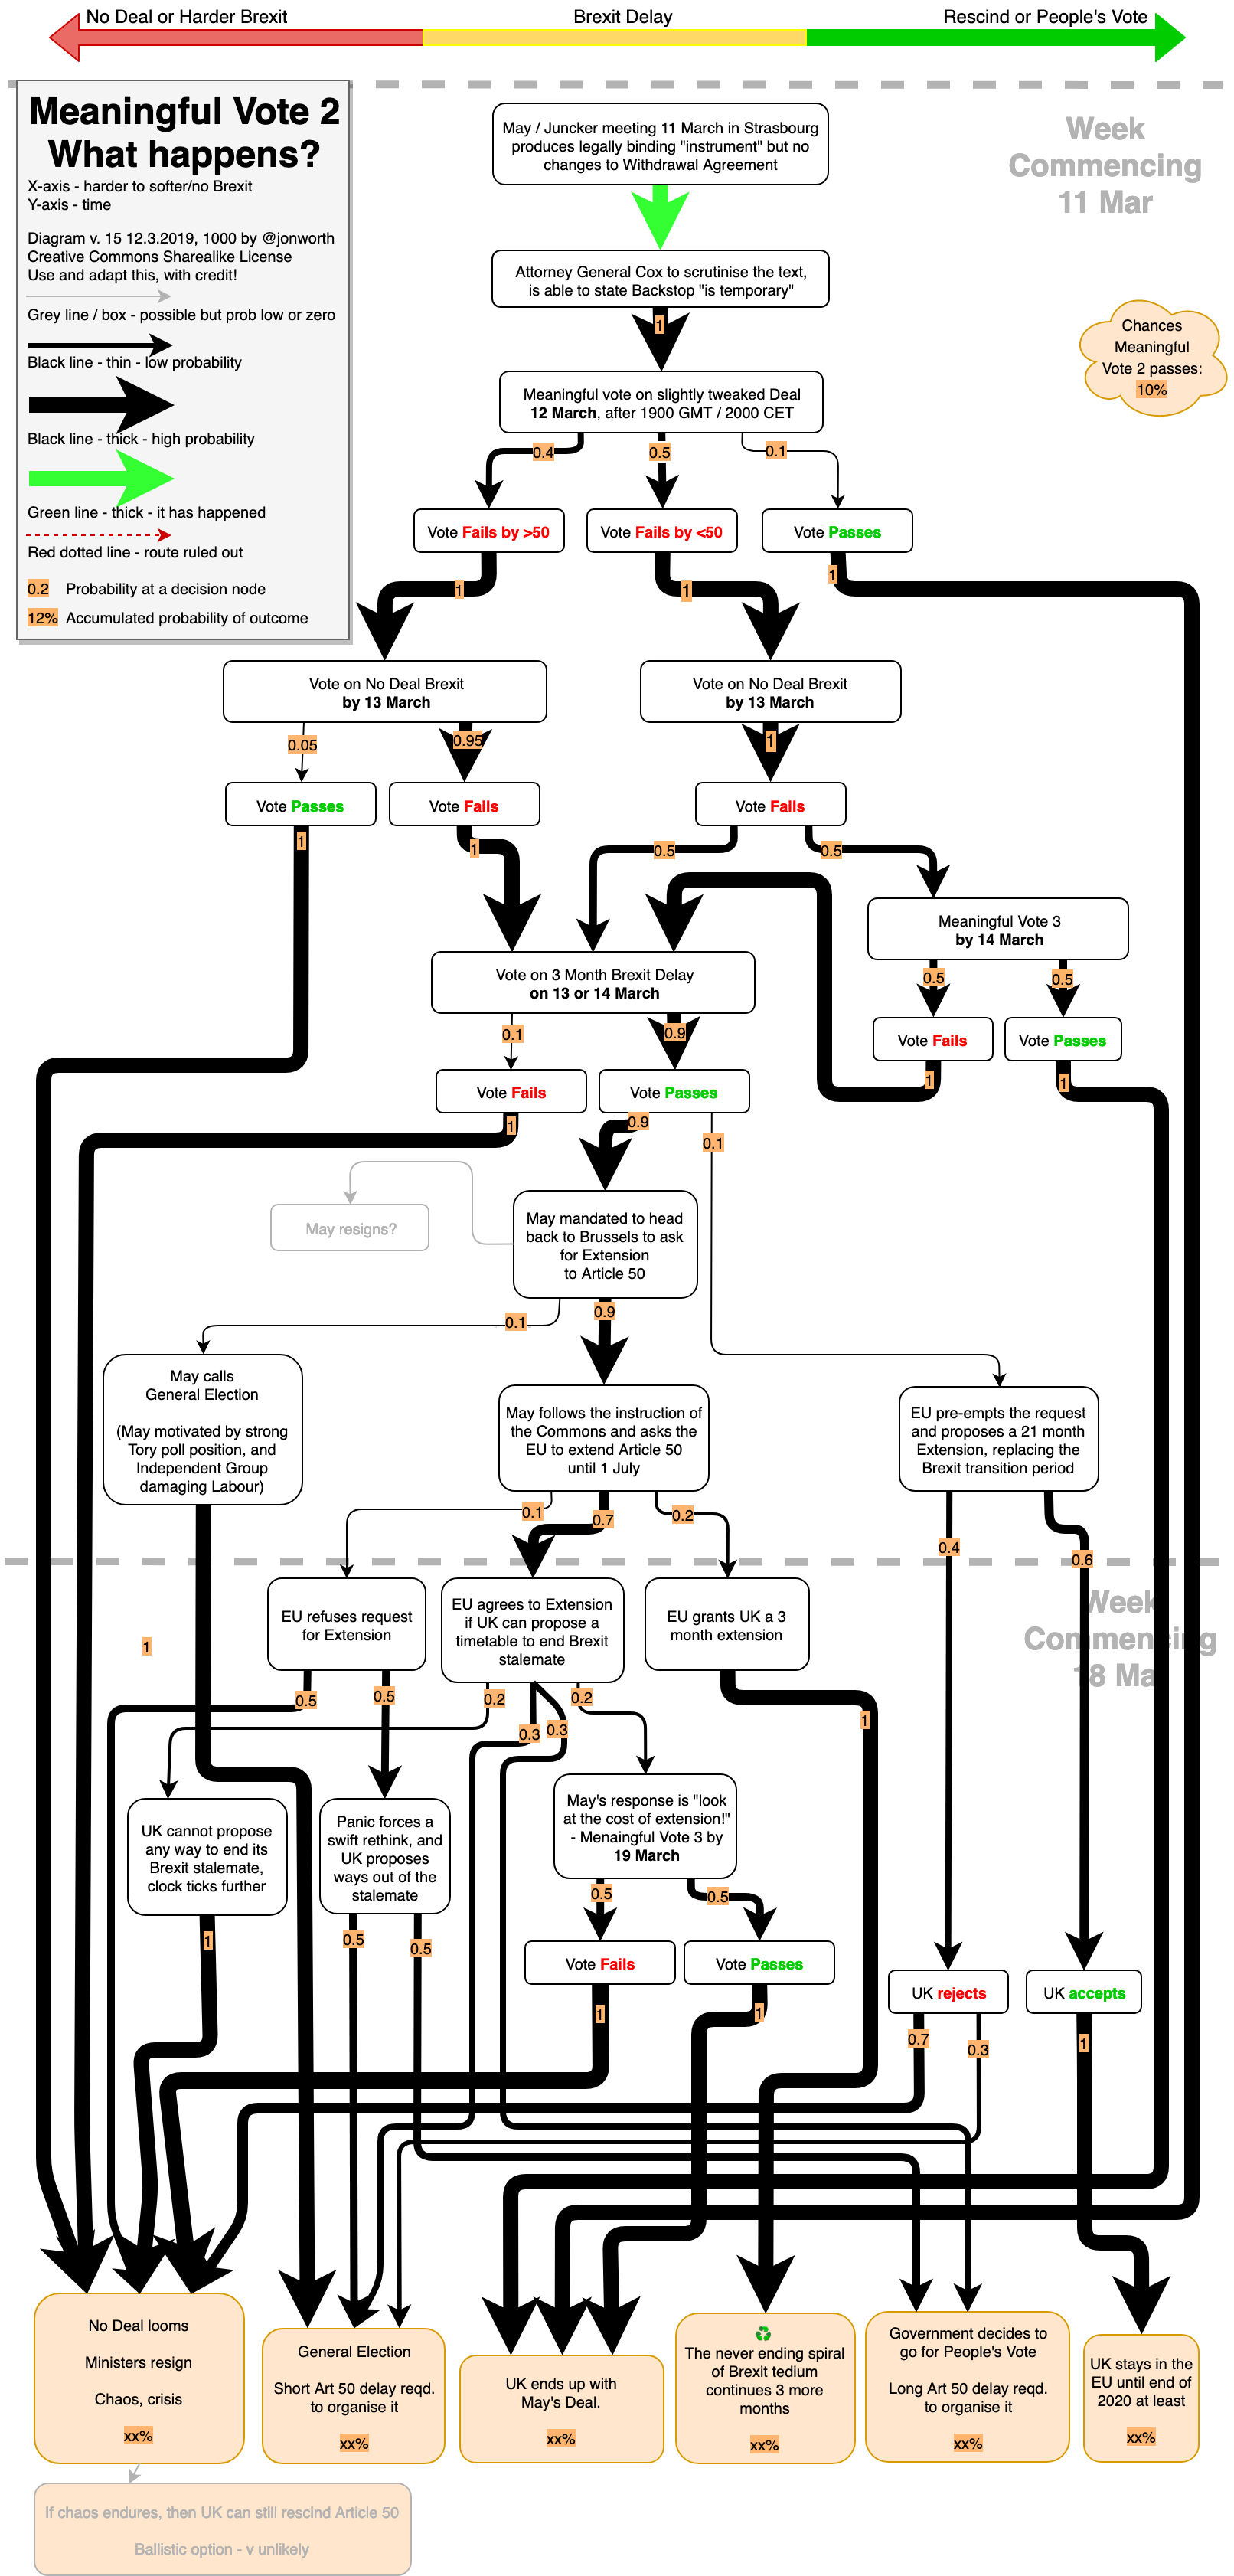 No Deal or Harder Brexit
Brexit Delay
Rescind or People's Vote
Meaningful Vote 2
What happens?
X-axis - harder to softer/no Brexit
Y-axis - time
Diagram v. 15 12.3.2019, 1000 by @jonworth
Creative Commons Sharealike License
Use and adapt this, with credit!
Grey line / box - possible but prob low or zero
Black line - thin - low probability
Black line - thick - high probability
Green line - thick - it has happened
Red dotted line - route ruled out
0.2 Probability at a decision node
12% Accumulated probability of outcome
Week
Commencing
11 Mar
May / Juncker meeting 11 March in Strasbourg
produces legally binding "instrument" but no
changes to Withdrawal Agreement
Attorney General Cox to scrutinise the text,
is able to state Backstop "is temporary"
1
Chances
Meaningful
Vote 2 passes:
10%
Meaningful vote on slightly tweaked Deal
12 March, after 1900 GMT / 2000 CET
0.4
0.5
0.1
Vote Fails by >50
Vote Fails by <50
Vote Passes
1
1
1
Vote on No Deal Brexit
by 13 March
Vote on No Deal Brexit
by 13 March
0.05
0.95
1
Vote Passes
Vote Fails
Vote Fails
1
1
0.5
0.5
Meaningful Vote 3
by 14 March
Vote on 3 Month Brexit Delay
on 13 or 14 March
0.5
0.5
0.1
0.9
Vote Fails
Vote Passes
Vote Fails
Vote Passes
1
1
1
0.9
0.1
May resigns?
May mandated to head
back to Brussels to ask
for Extension
to Article 50
0.1
0.9
May calls
General Election
(May motivated by strong
Tory poll position, and
Independent Group
damaging Labour)
May follows the instruction of
the Commons and asks the
EU to extend Article 50
until 1 July
EU pre-empts the request
and proposes a 21 month
Extension, replacing the
Brexit transition period
0.1
0.7
0.2
0.4
0.6
Week
Commencing
18 Ma
EU refuses request
for Extension
EU agrees to Extension
if UK can propose a
timetable to end Brexit
stalemate
EU grants UK a 3
month extension
1
0.5
0.5
0.2
0.3
0.3
0.2
1
UK cannot propose
any way to end its
Brexit stalemate,
clock ticks further
Panic forces a
swift rethink, and
UK proposes
ways out of the
stalemate
May's response is "look
at the cost of extension!"
- Menaingful Vote 3 by
19 March
0.5
0.5
1
0.5
0.5
Vote Fails
Vote Passes
UK rejects
UK accepts
1
1
0.7
0.3
1
No Deal looms
Ministers resign
Chaos, crisis
xx%
General Election
Short Art 50 delay reqd.
to organise it
xx%
UK ends up with
May's Deal.
xx%
The never ending spiral
of Brexit tedium
continues 3 more
months
xx%
Government decides to
go for People's Vote
Long Art 50 delay reqd.
to organise it
xx%
UK stays in the
EU until end of
2020 at least
xx%
If chaos endures, then UK can still rescind Article 50
Ballistic option - v unlikely